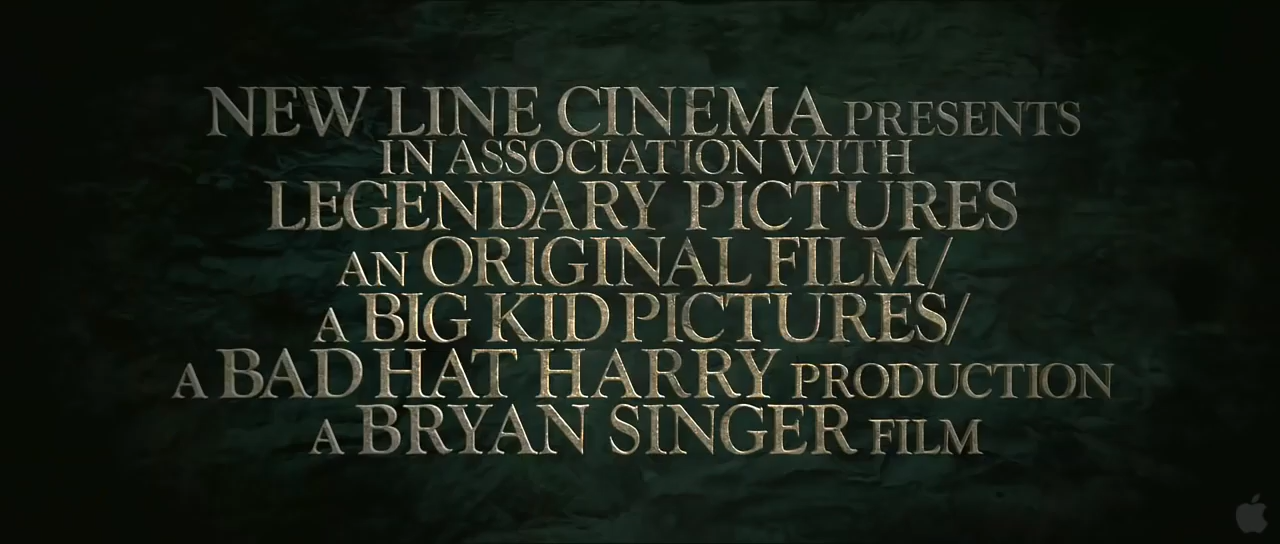 NEW LINE CINEMA PRESENTS
IN ASSOCIATION WITH
LEGENDARY PICTURES
AN ORIGINAL FILM/
A BIG KID PICTURES/
A BAD HAT HARRY PRODUCTION
A BRYAN SINGER FILM